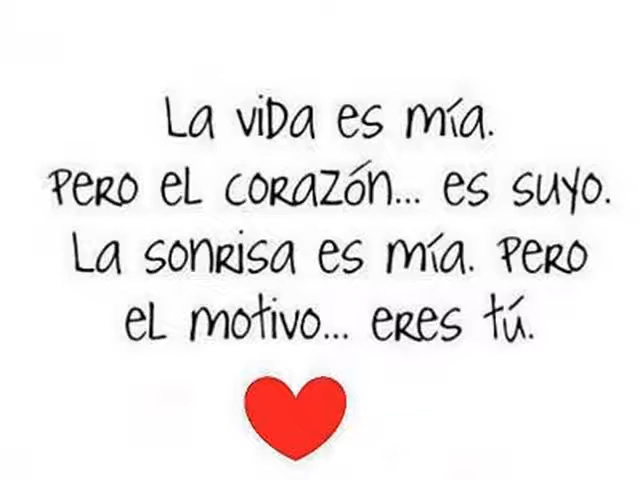 La vida es mía.
Pero el corazón... es suyo.
La sonrisa es mía. Pero
el motivo... eres tú.